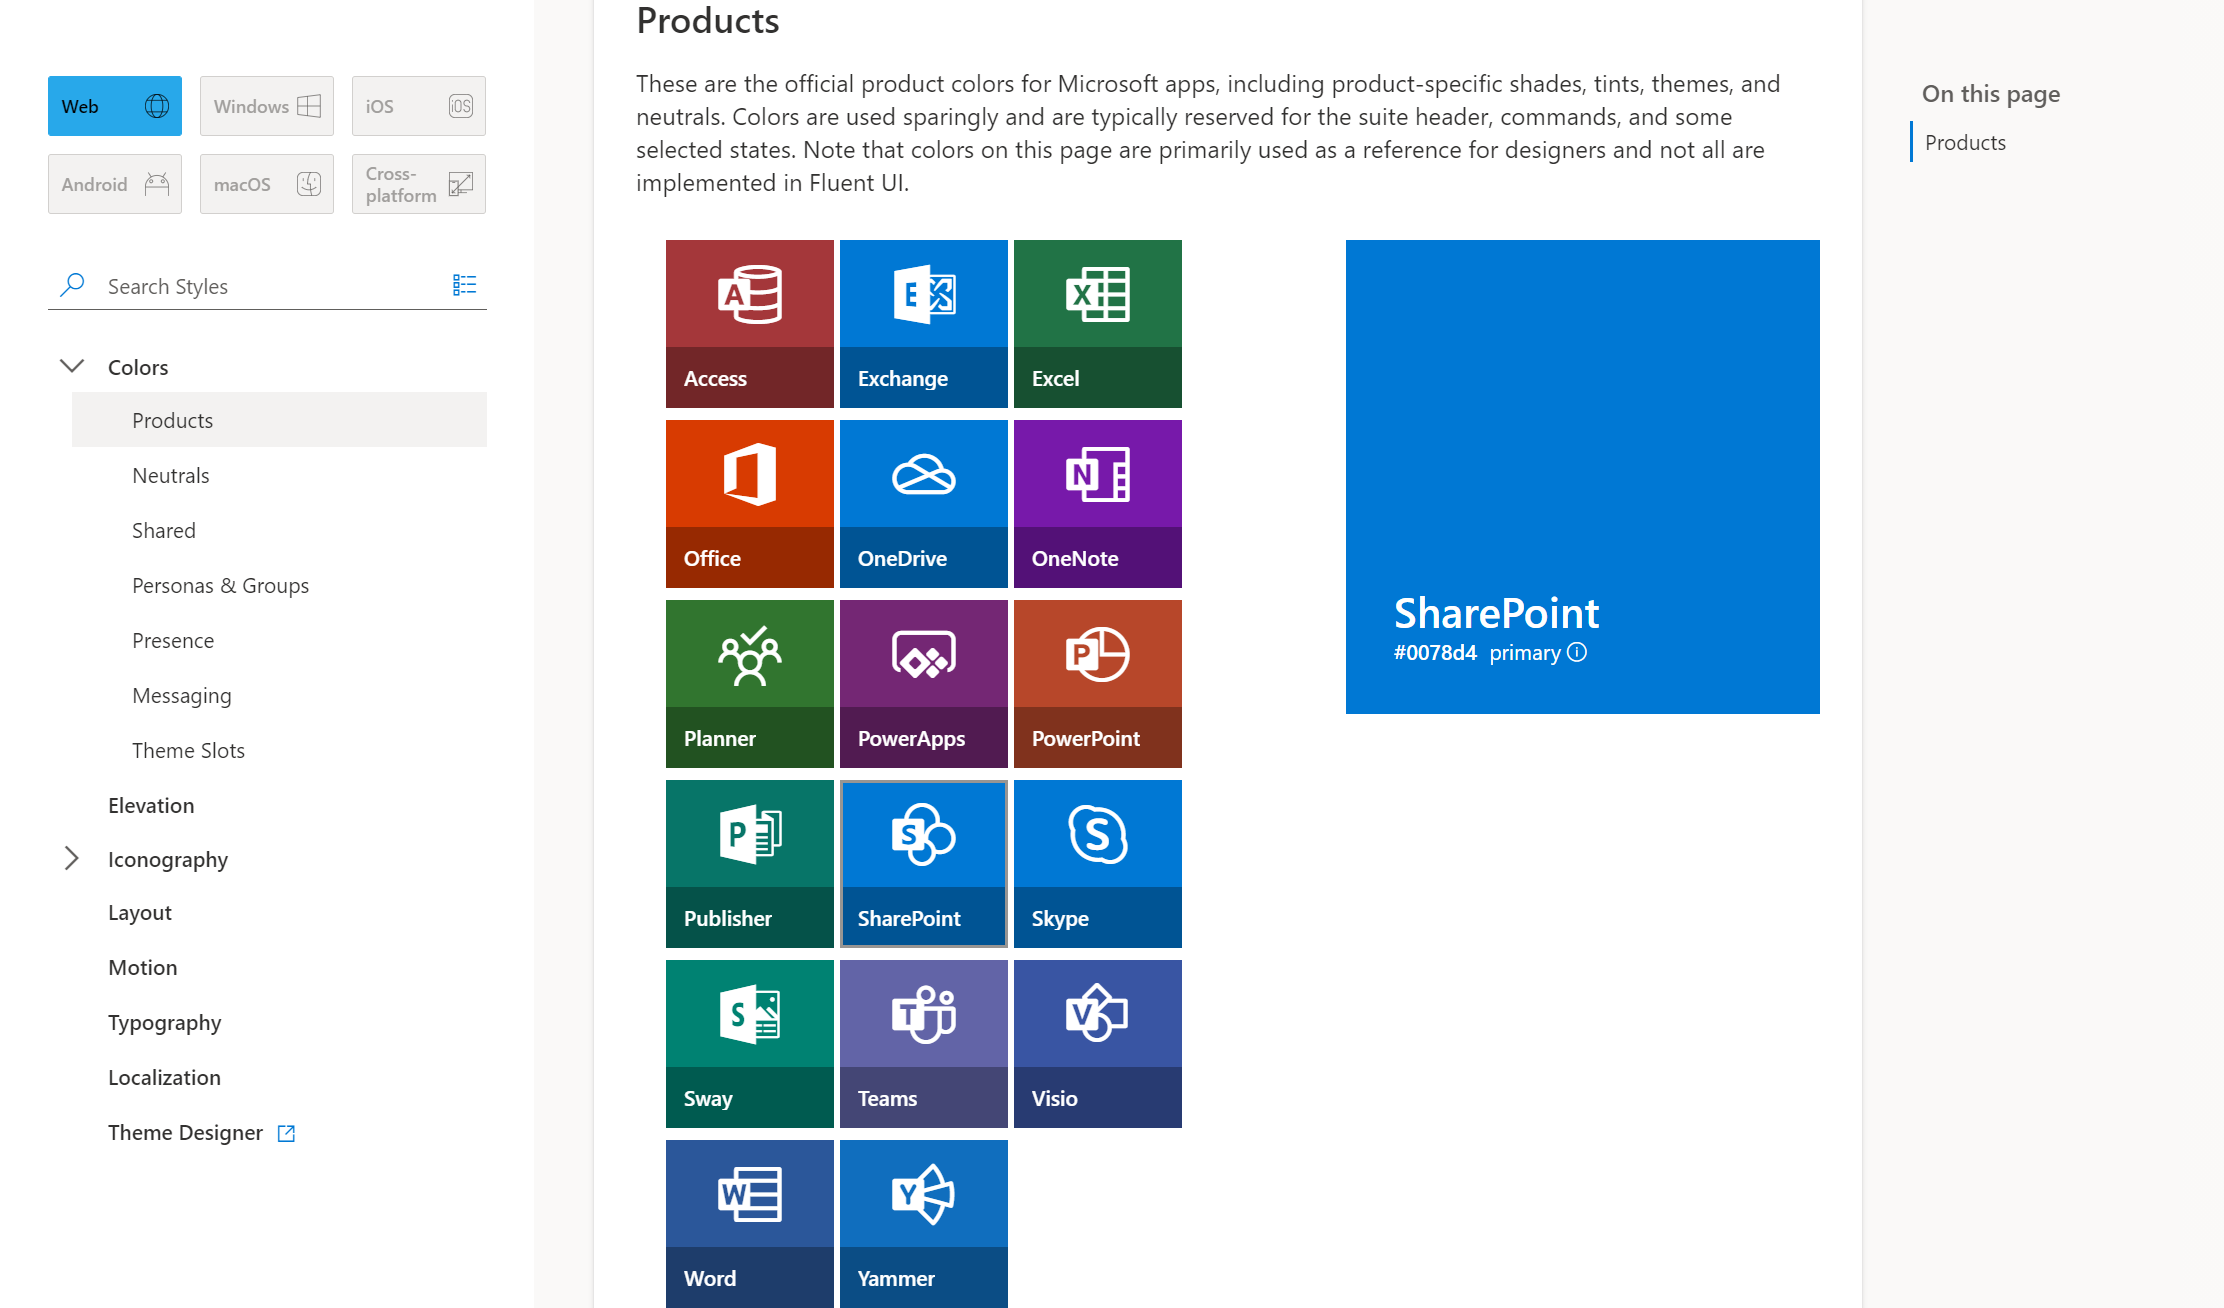 Products
These are the official product colors for Microsoft apps, including product-specific shades, tints, themes, and
neutrals. Colors are used sparingly and are typically reserved for the suite header, commands, and some
selected states. Note that colors on this page are primarily used as a reference for designers and not all are
implemented in Fluent UI.
Web
Windows
iOS
iOS
Android
macOS
Cross-
platform
Search Styles
Colors
Products
Neutrals
Shared
Personas & Groups
Presence
Messaging
Theme Slots
Elevation
Iconography
Layout
Motion
Typography
Localization
Theme Designer
A
Access
E
Exchange
X
Excel
Office
OneDrive
N
OneNote
Planner
PowerApps
P
PowerPoint
P
Publisher
S
SharePoint
S
Skype
S
Sway
T
Teams
V
Visio
W
Word
Y
Yammer
SharePoint
#0078d4 primary
On this page
Products